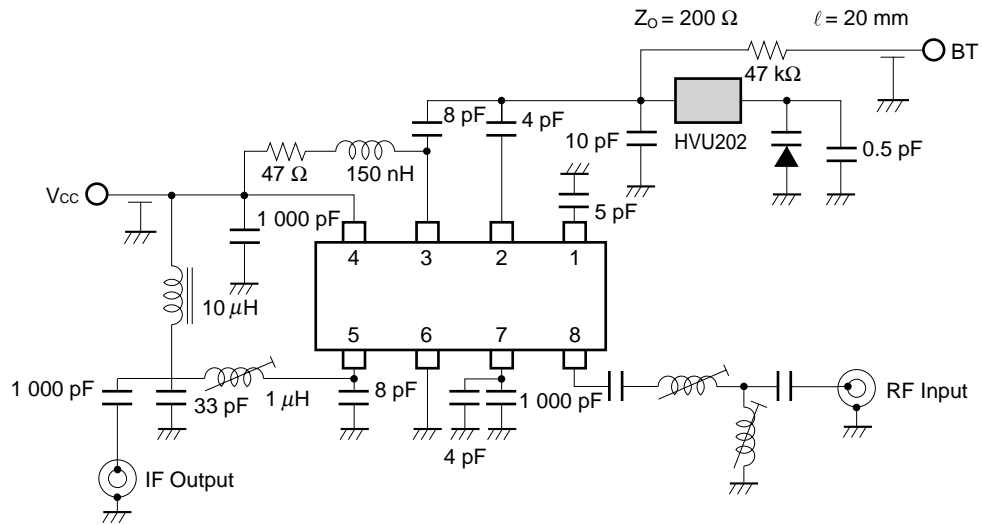 Z_O = 200 Ω ℓ = 20 mm
47 kΩ
BT
8 pF
4 pF
10 pF
HVU202
0.5 pF
47 Ω
150 nH
5 pF
V_CC
1 000 pF
4 3 2 1
10 μH
5 6 7 8
1 000 pF
33 pF
1 μH
8 pF
1 000 pF
4 pF
RF Input
IF Output